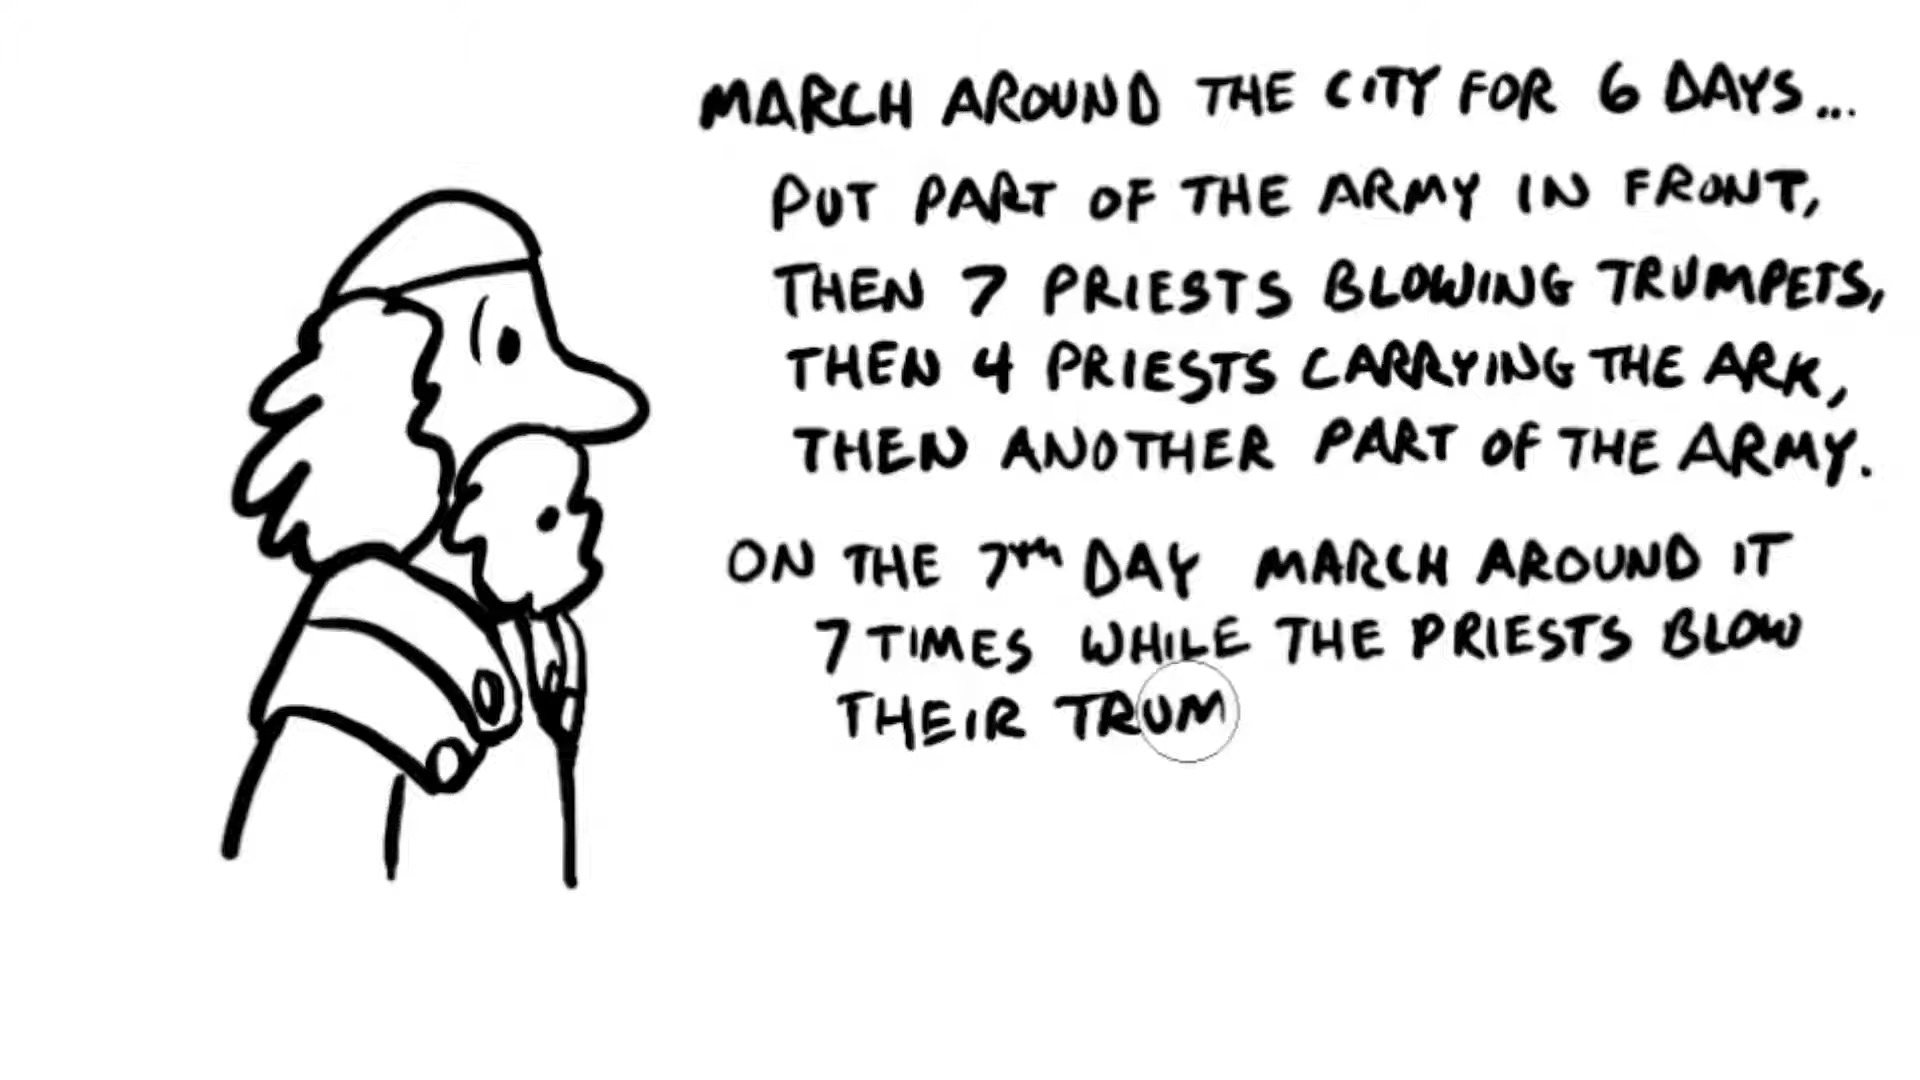 MARCH AROUND THE CITY FOR 6 DAYS...
PUT PART OF THE ARMY IN FRONT,
THEN 7 PRIESTS BLOWING TRUMPETS,
THEN 4 PRIESTS CARRYING THE ARK,
THEN ANOTHER PART OF THE ARMY.
ON THE 7TH DAY MARCH AROUND IT
7 TIMES WHILE THE PRIESTS BLOW
THEIR TRUM